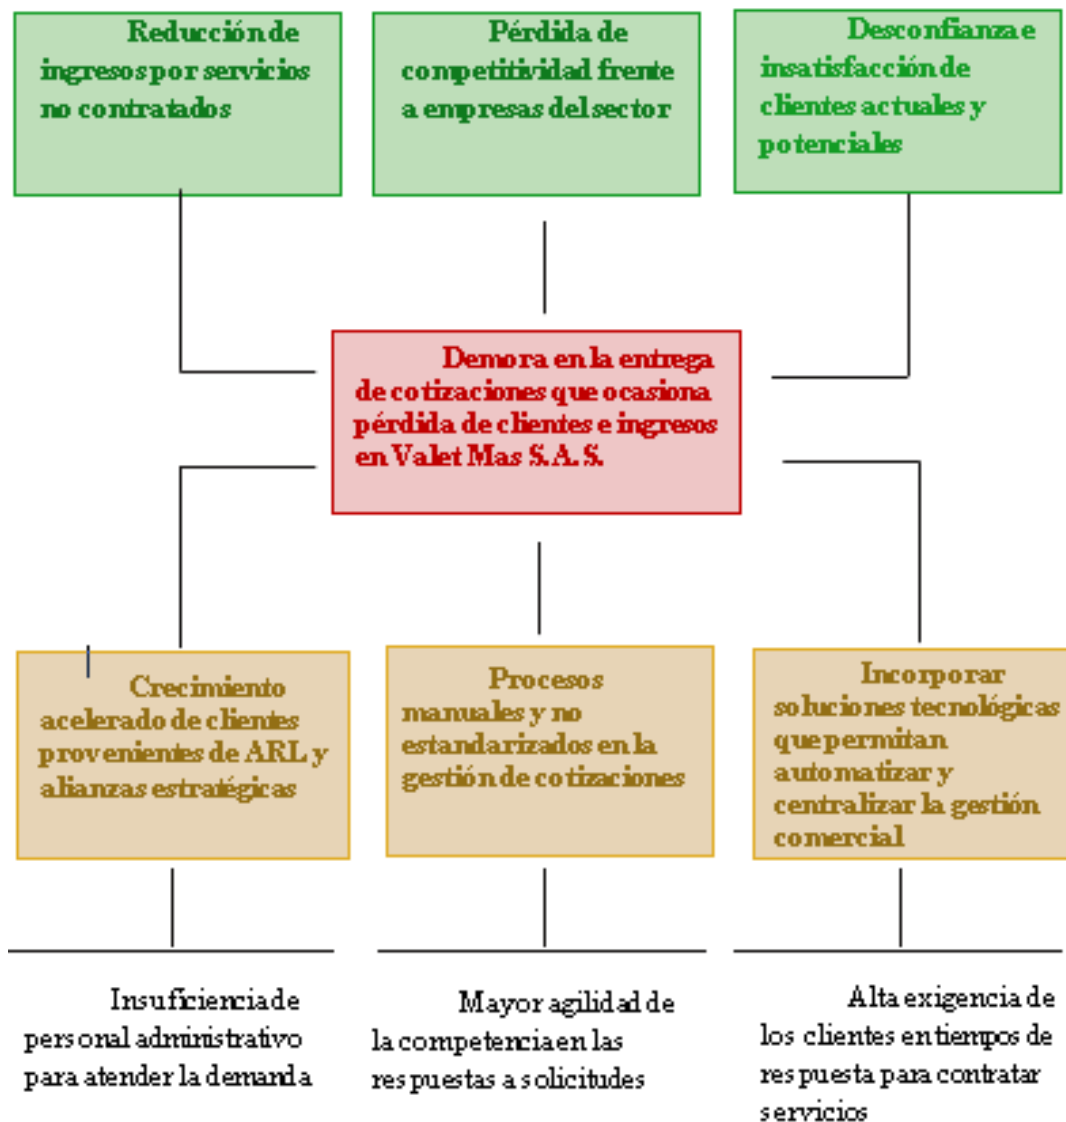 Reducción de
ingresos por servicios
no contratados
Pérdida de
competitividad frente
a empresas del sector
Desconfianza e
insatisfacción de
clientes actuales y
potenciales
Demora en la entrega
de cotizaciones que ocasiona
pérdida de clientes e ingresos
en Valet Mas S.A.S.
Crecimiento
acelerado de clientes
provenientes de ARL y
alianzas estratégicas
Procesos
manuales y no
estandarizados en la
gestión de cotizaciones
Incorporar
soluciones tecnológicas
que permitan
automatizar y
centralizar la gestión
comercial
Insuficiencia de
personal administrativo
para atender la demanda
Mayor agilidad de
la competencia en las
respuestas a solicitudes
Alta exigencia de
los clientes en tiempos de
respuesta para contratar
servicios